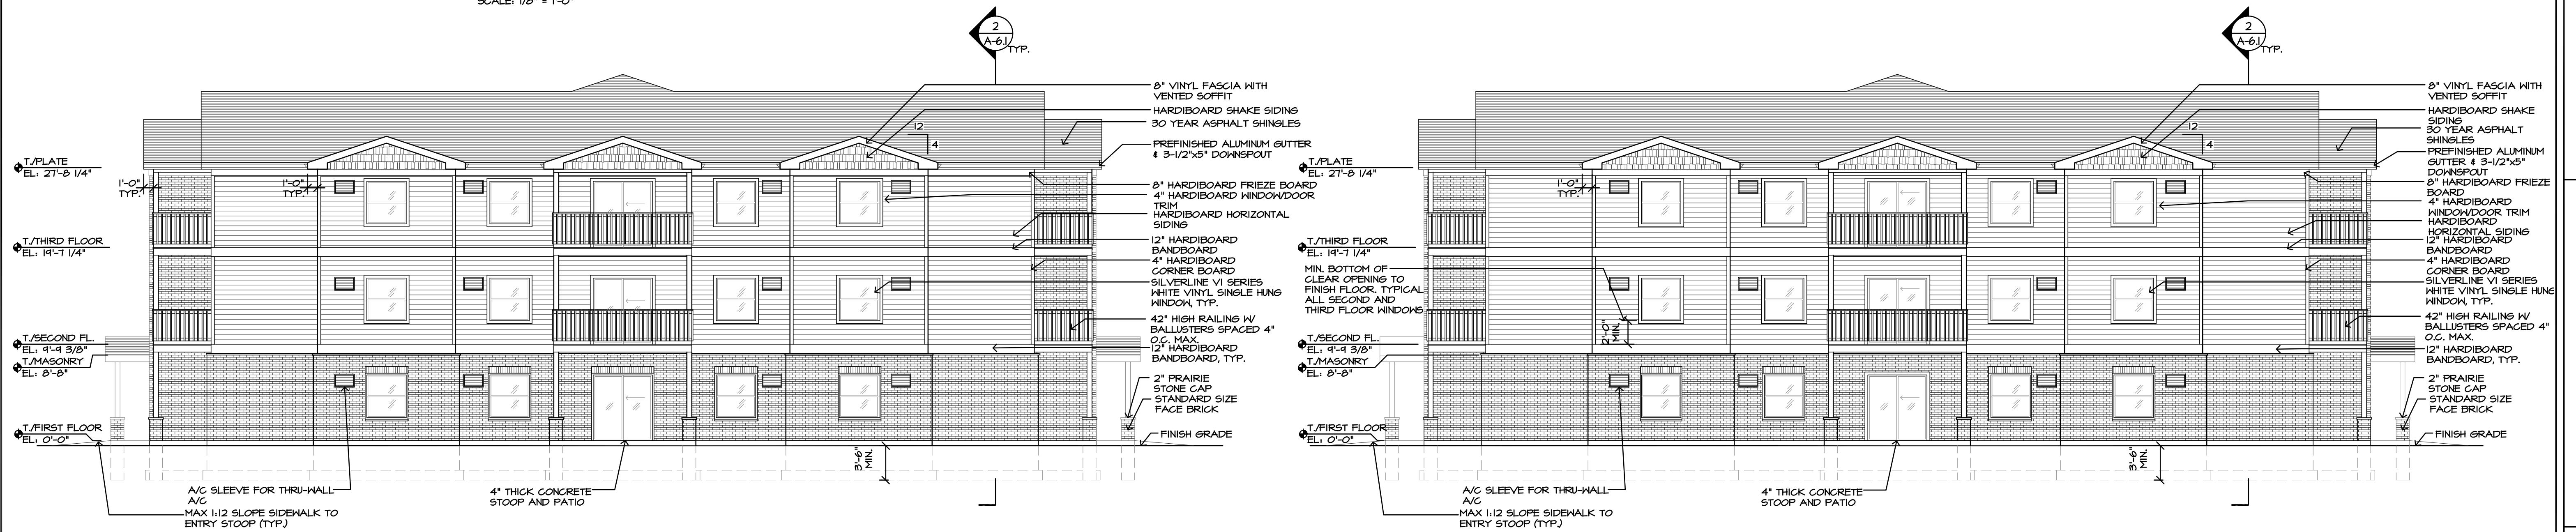 SCALE: 1/8" = 1'-0"
2
A-6.1
TYP.
8" VINYL FASCIA WITH
VENTED SOFFIT
HARDIBOARD SHAKE SIDING
30 YEAR ASPHALT SHINGLES
12
4
PREFINISHED ALUMINUM GUTTER
& 3-1/2"x5" DOWNSPOUT
T./PLATE
EL: 27'-8 1/4"
1'-0"
TYP.
1'-0"
TYP.
8" HARDIBOARD FRIEZE BOARD
4" HARDIBOARD WINDOW/DOOR
TRIM
HARDIBOARD HORIZONTAL
SIDING
T./THIRD FLOOR
EL: 19'-7 1/4"
12" HARDIBOARD
BANDBOARD
4" HARDIBOARD
CORNER BOARD
SILVERLINE V1 SERIES
WHITE VINYL SINGLE HUNG
WINDOW, TYP.
42" HIGH RAILING W/
BALLUSTERS SPACED 4"
O.C. MAX.
12" HARDIBOARD
BANDBOARD, TYP.
T./SECOND FL.
EL: 9'-9 3/8"
T./MASONRY
EL: 8'-8"
2" PRAIRIE
STONE CAP
STANDARD SIZE
FACE BRICK
T./FIRST FLOOR
EL: 0'-0"
FINISH GRADE
3'-6"
MIN.
A/C SLEEVE FOR THRU-WALL
A/C
MAX 1:12 SLOPE SIDEWALK TO
ENTRY STOOP (TYP.)
4" THICK CONCRETE
STOOP AND PATIO
2
A-6.1
TYP.
8" VINYL FASCIA WITH
VENTED SOFFIT
HARDIBOARD SHAKE
SIDING
30 YEAR ASPHALT
SHINGLES
12
4
PREFINISHED ALUMINUM
GUTTER & 3-1/2"x5"
DOWNSPOUT
T./PLATE
EL: 27'-8 1/4"
1'-0"
TYP.
8" HARDIBOARD FRIEZE
BOARD
4" HARDIBOARD
WINDOW/DOOR TRIM
HARDIBOARD
HORIZONTAL SIDING
T./THIRD FLOOR
EL: 19'-7 1/4"
12" HARDIBOARD
BANDBOARD
4" HARDIBOARD
CORNER BOARD
SILVERLINE V1 SERIES
WHITE VINYL SINGLE HUNG
WINDOW, TYP.
MIN. BOTTOM OF
CLEAR OPENING TO
FINISH FLOOR. TYPICAL
ALL SECOND AND
THIRD FLOOR WINDOWS
2'-0"
MIN.
42" HIGH RAILING W/
BALLUSTERS SPACED 4"
O.C. MAX.
12" HARDIBOARD
BANDBOARD, TYP.
T./SECOND FL.
EL: 9'-9 3/8"
T./MASONRY
EL: 8'-8"
2" PRAIRIE
STONE CAP
STANDARD SIZE
FACE BRICK
T./FIRST FLOOR
EL: 0'-0"
FINISH GRADE
3'-6"
MIN.
A/C SLEEVE FOR THRU-WALL
A/C
MAX 1:12 SLOPE SIDEWALK TO
ENTRY STOOP (TYP.)
4" THICK CONCRETE
STOOP AND PATIO